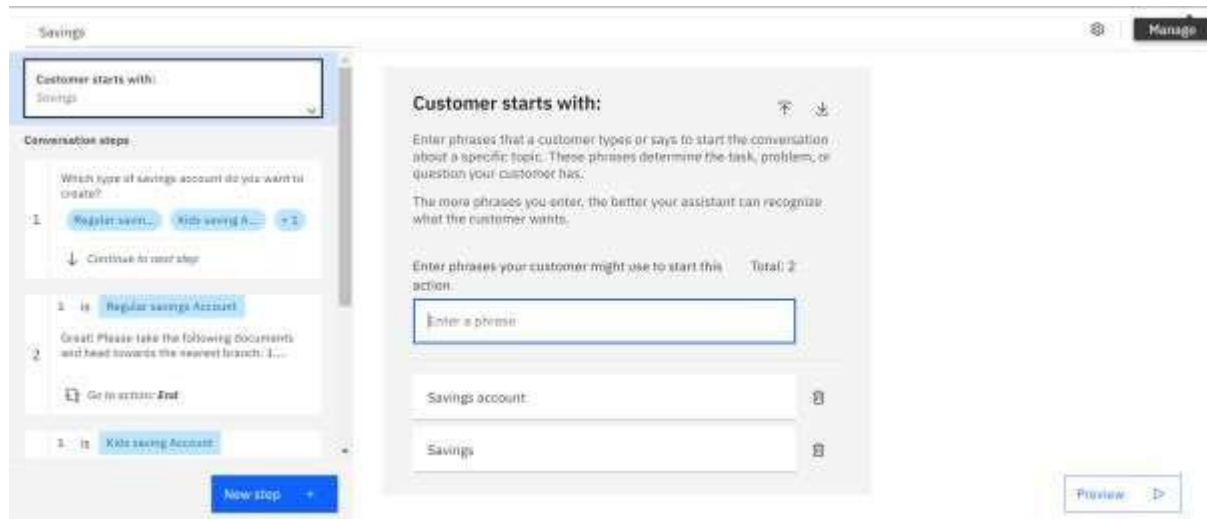 Savings
Manage
Customer starts with:
Savings
Conversation steps
Which type of savings account do you want to
create?
1
Regular savin...
Kids saving A...
+ 1
Continue to next step
1 is Regular savings Account
2
Great! Please take the following documents
and head towards the nearest branch. 1....
Go to action: End
1 is Kids saving Account
New step +
Customer starts with:
Enter phrases that a customer types or says to start the conversation
about a specific topic. These phrases determine the task, problem, or
question your customer has.
The more phrases you enter, the better your assistant can recognize
what the customer wants.
Enter phrases your customer might use to start this
action
Total: 2
Enter a phrase
Savings account
Savings
Preview